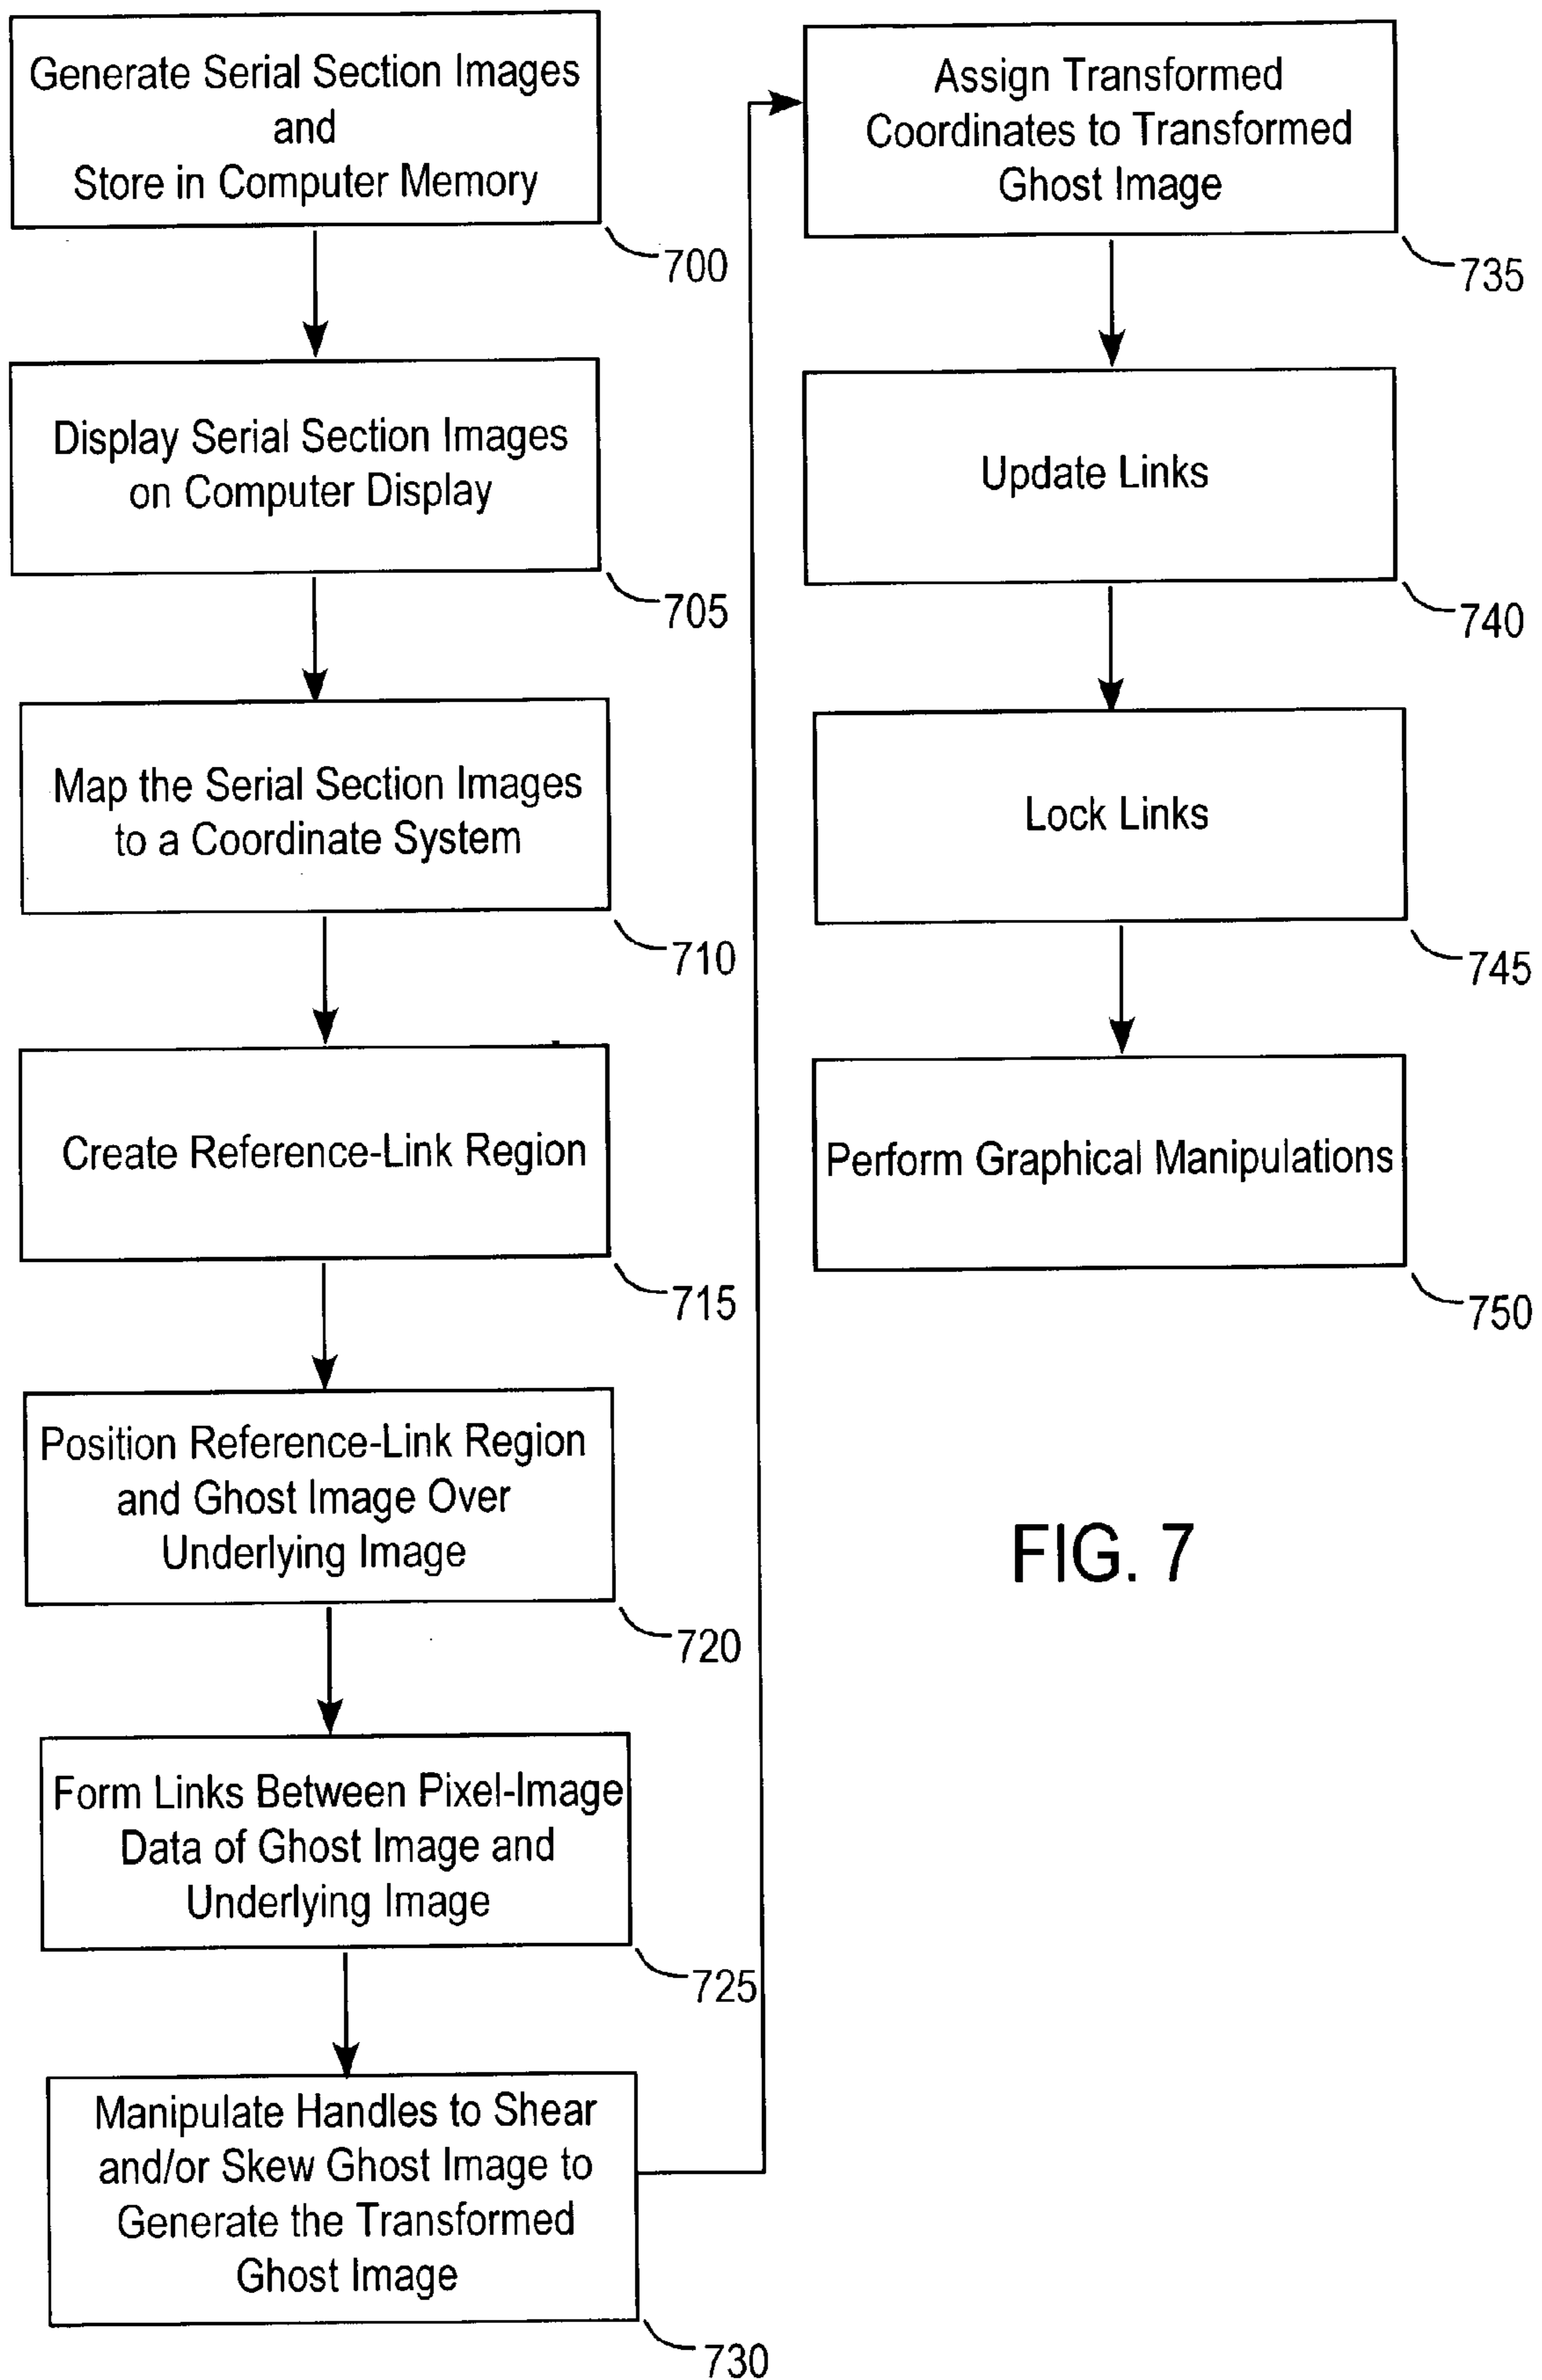 Generate Serial Section Images
and
Store in Computer Memory
700
Display Serial Section Images
on Computer Display
705
Map the Serial Section Images
to a Coordinate System
710
Create Reference-Link Region
715
Position Reference-Link Region
and Ghost Image Over
Underlying Image
720
Form Links Between Pixel-Image
Data of Ghost Image and
Underlying Image
725
Manipulate Handles to Shear
and/or Skew Ghost Image to
Generate the Transformed
Ghost Image
730
Assign Transformed
Coordinates to Transformed
Ghost Image
735
Update Links
740
Lock Links
745
Perform Graphical Manipulations
750
FIG. 7